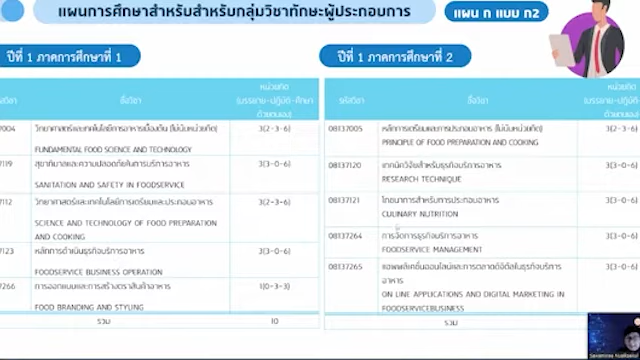 แผนการศึกษาสำหรับสำหรับกลุ่มวิชาทักษะผู้ประกอบการ
แผน ก แบบ ก2
ปีที่ 1 ภาคการศึกษาที่ 1
หน่วยกิต
ชื่อวิชา
(บรรยาย-ปฏิบัติ-ศึกษา
ด้วยตนเอง)
7004 วิทยาศาสตร์และเทคโนโลยีการอาหารเบื้องต้น (ไม่นับหน่วยกิต) 3(2-3-6)
FUNDAMENTAL FOOD SCIENCE AND TECHNOLOGY
7119 สุขาภิบาลและความปลอดภัยในการบริการอาหาร 3(3-0-6)
SANITATION AND SAFETY IN FOODSERVICE
7112 วิทยาศาสตร์และเทคโนโลยีการเตรียมและประกอบอาหาร 3(2-3-6)
SCIENCE AND TECHNOLOGY OF FOOD PREPARATION
AND COOKING
7123 หลักการดำเนินธุรกิจบริการอาหาร 3(3-0-6)
FOODSERVICE BUSINESS OPERATION
7266 การออกแบบและการสร้างตราสินค้าอาหาร 1(0-3-3)
FOOD BRANDING AND STYLING
รวม 10
ปีที่ 1 ภาคการศึกษาที่ 2
หน่วยกิต
รหัสวิชา ชื่อวิชา (บรรยาย-ปฏิบัติ-
ด้วยตนเอง)
08137005 หลักการเตรียมและการประกอบอาหาร (ไม่นับหน่วยกิต) 3(2-3-6)
PRINCIPLE OF FOOD PREPARATION AND COOKING
08137120 เทคนิควิจัยสำหรับธุรกิจบริการอาหาร 3(3-0-6)
RESEARCH TECHNIQUE
08137121 โภชนาการสำหรับการประกอบอาหาร 3(3-0-6)
CULINARY NUTRITION
08137264 การจัดการธุรกิจบริการอาหาร 3(3-0-6)
FOODSERVICE MANAGEMENT
08137265 แอพพลิเคชั่นออนไลน์และการตลาดดิจิตัลในธุรกิจบริการ 3(3-0-6)
อาหาร
ON LINE APPLICATIONS AND DIGITAL MARKETING IN
FOODSERVICEBUSINESS
รวม